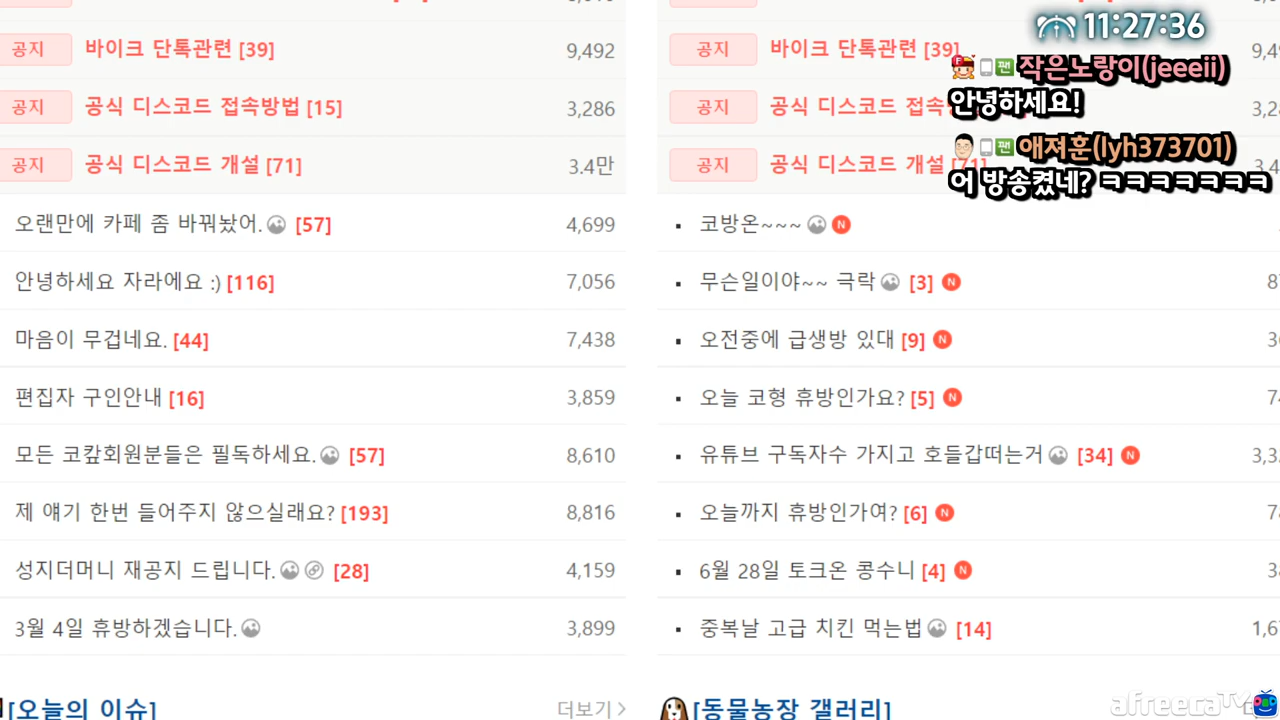 공지 바이크 단톡관련 [39] 9,492
공지 공식 디스코드 접속방법 [15] 3,286
공지 공식 디스코드 개설 [71] 3.4만
오랜만에 카페 좀 바꿔놨어. [57] 4,699
안녕하세요 자라에요 :) [116] 7,056
마음이 무겁네요. [44] 7,438
편집자 구인안내 [16] 3,859
모든 코캎회원분들은 필독하세요. [57] 8,610
제 얘기 한번 들어주지 않으실래요? [193] 8,816
성지더머니 재공지 드립니다. [28] 4,159
3월 4일 휴방하겠습니다. 3,899
[오늘의 이슈] 더보기 >
11:27:36
작은노랑이(jeeeii)
안녕하세요!
애져훈(lyh373701)
어 방송켰네? ㅋㅋㅋㅋㅋㅋㅋ
공지 바이크 단톡관련 [39]
공지 공식 디스코드 접속
공지 공식 디스코드 개설 [71]
코방온~~~ N
무슨일이야~~ 극락 [3] N
오전중에 급생방 있대 [9] N
오늘 코형 휴방인가요? [5] N
유튜브 구독자수 가지고 호들갑떠는거 [34] N
오늘까지 휴방인가여? [6] N
6월 28일 토크온 콩수니 [4] N
중복날 고급 치킨 먹는법 [14]
[동물농장 갤러리]
afreecaTV